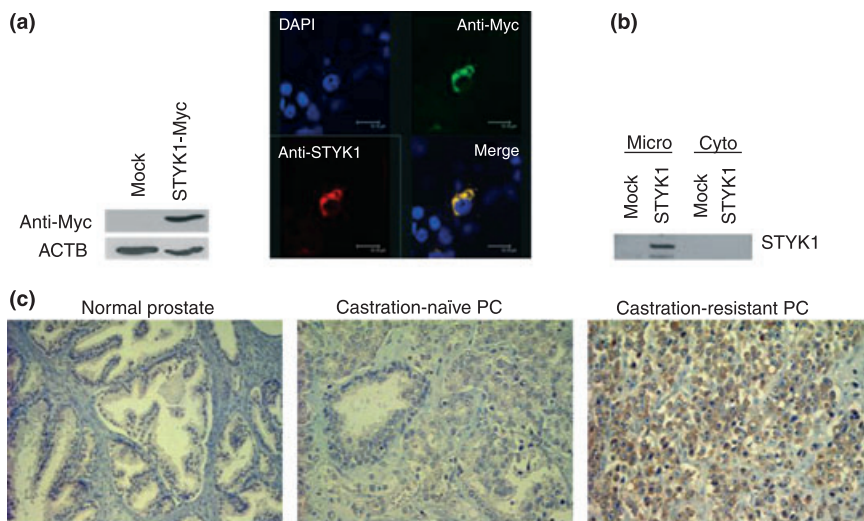 (a)
Mock
STYK1-Myc
Anti-Myc
ACTB
DAPI
Anti-Myc
Anti-STYK1
Merge
(b)
Micro Cyto
Mock
STYK1
Mock
STYK1
STYK1
(c)
Normal prostate
Castration-naïve PC
Castration-resistant PC